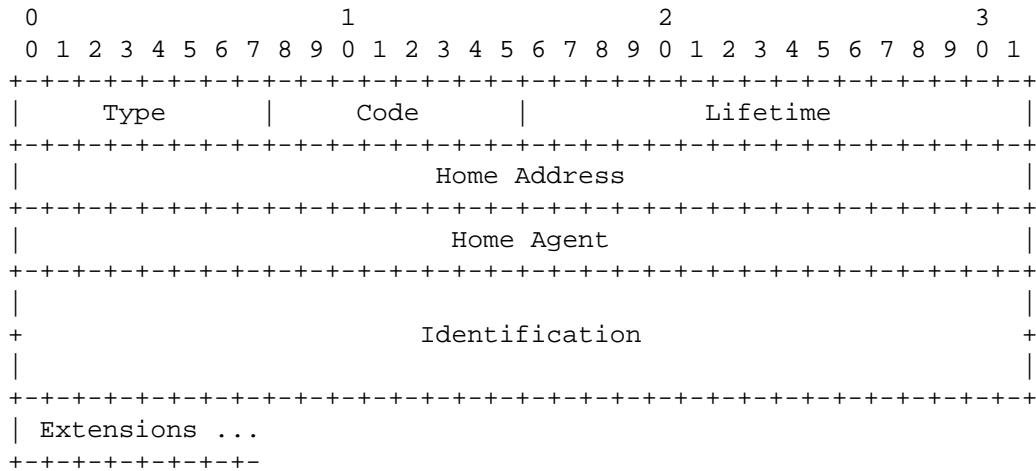 0                   1                   2                   3
 0 1 2 3 4 5 6 7 8 9 0 1 2 3 4 5 6 7 8 9 0 1 2 3 4 5 6 7 8 9 0 1
+-+-+-+-+-+-+-+-+-+-+-+-+-+-+-+-+-+-+-+-+-+-+-+-+-+-+-+-+-+-+-+-+
|     Type      |     Code      |           Lifetime            |
+-+-+-+-+-+-+-+-+-+-+-+-+-+-+-+-+-+-+-+-+-+-+-+-+-+-+-+-+-+-+-+-+
|                          Home Address                         |
+-+-+-+-+-+-+-+-+-+-+-+-+-+-+-+-+-+-+-+-+-+-+-+-+-+-+-+-+-+-+-+-+
|                           Home Agent                          |
+-+-+-+-+-+-+-+-+-+-+-+-+-+-+-+-+-+-+-+-+-+-+-+-+-+-+-+-+-+-+-+-+
|                                                               |
+                         Identification                        +
|                                                               |
+-+-+-+-+-+-+-+-+-+-+-+-+-+-+-+-+-+-+-+-+-+-+-+-+-+-+-+-+-+-+-+-+
| Extensions ...
+-+-+-+-+-+-+-+-